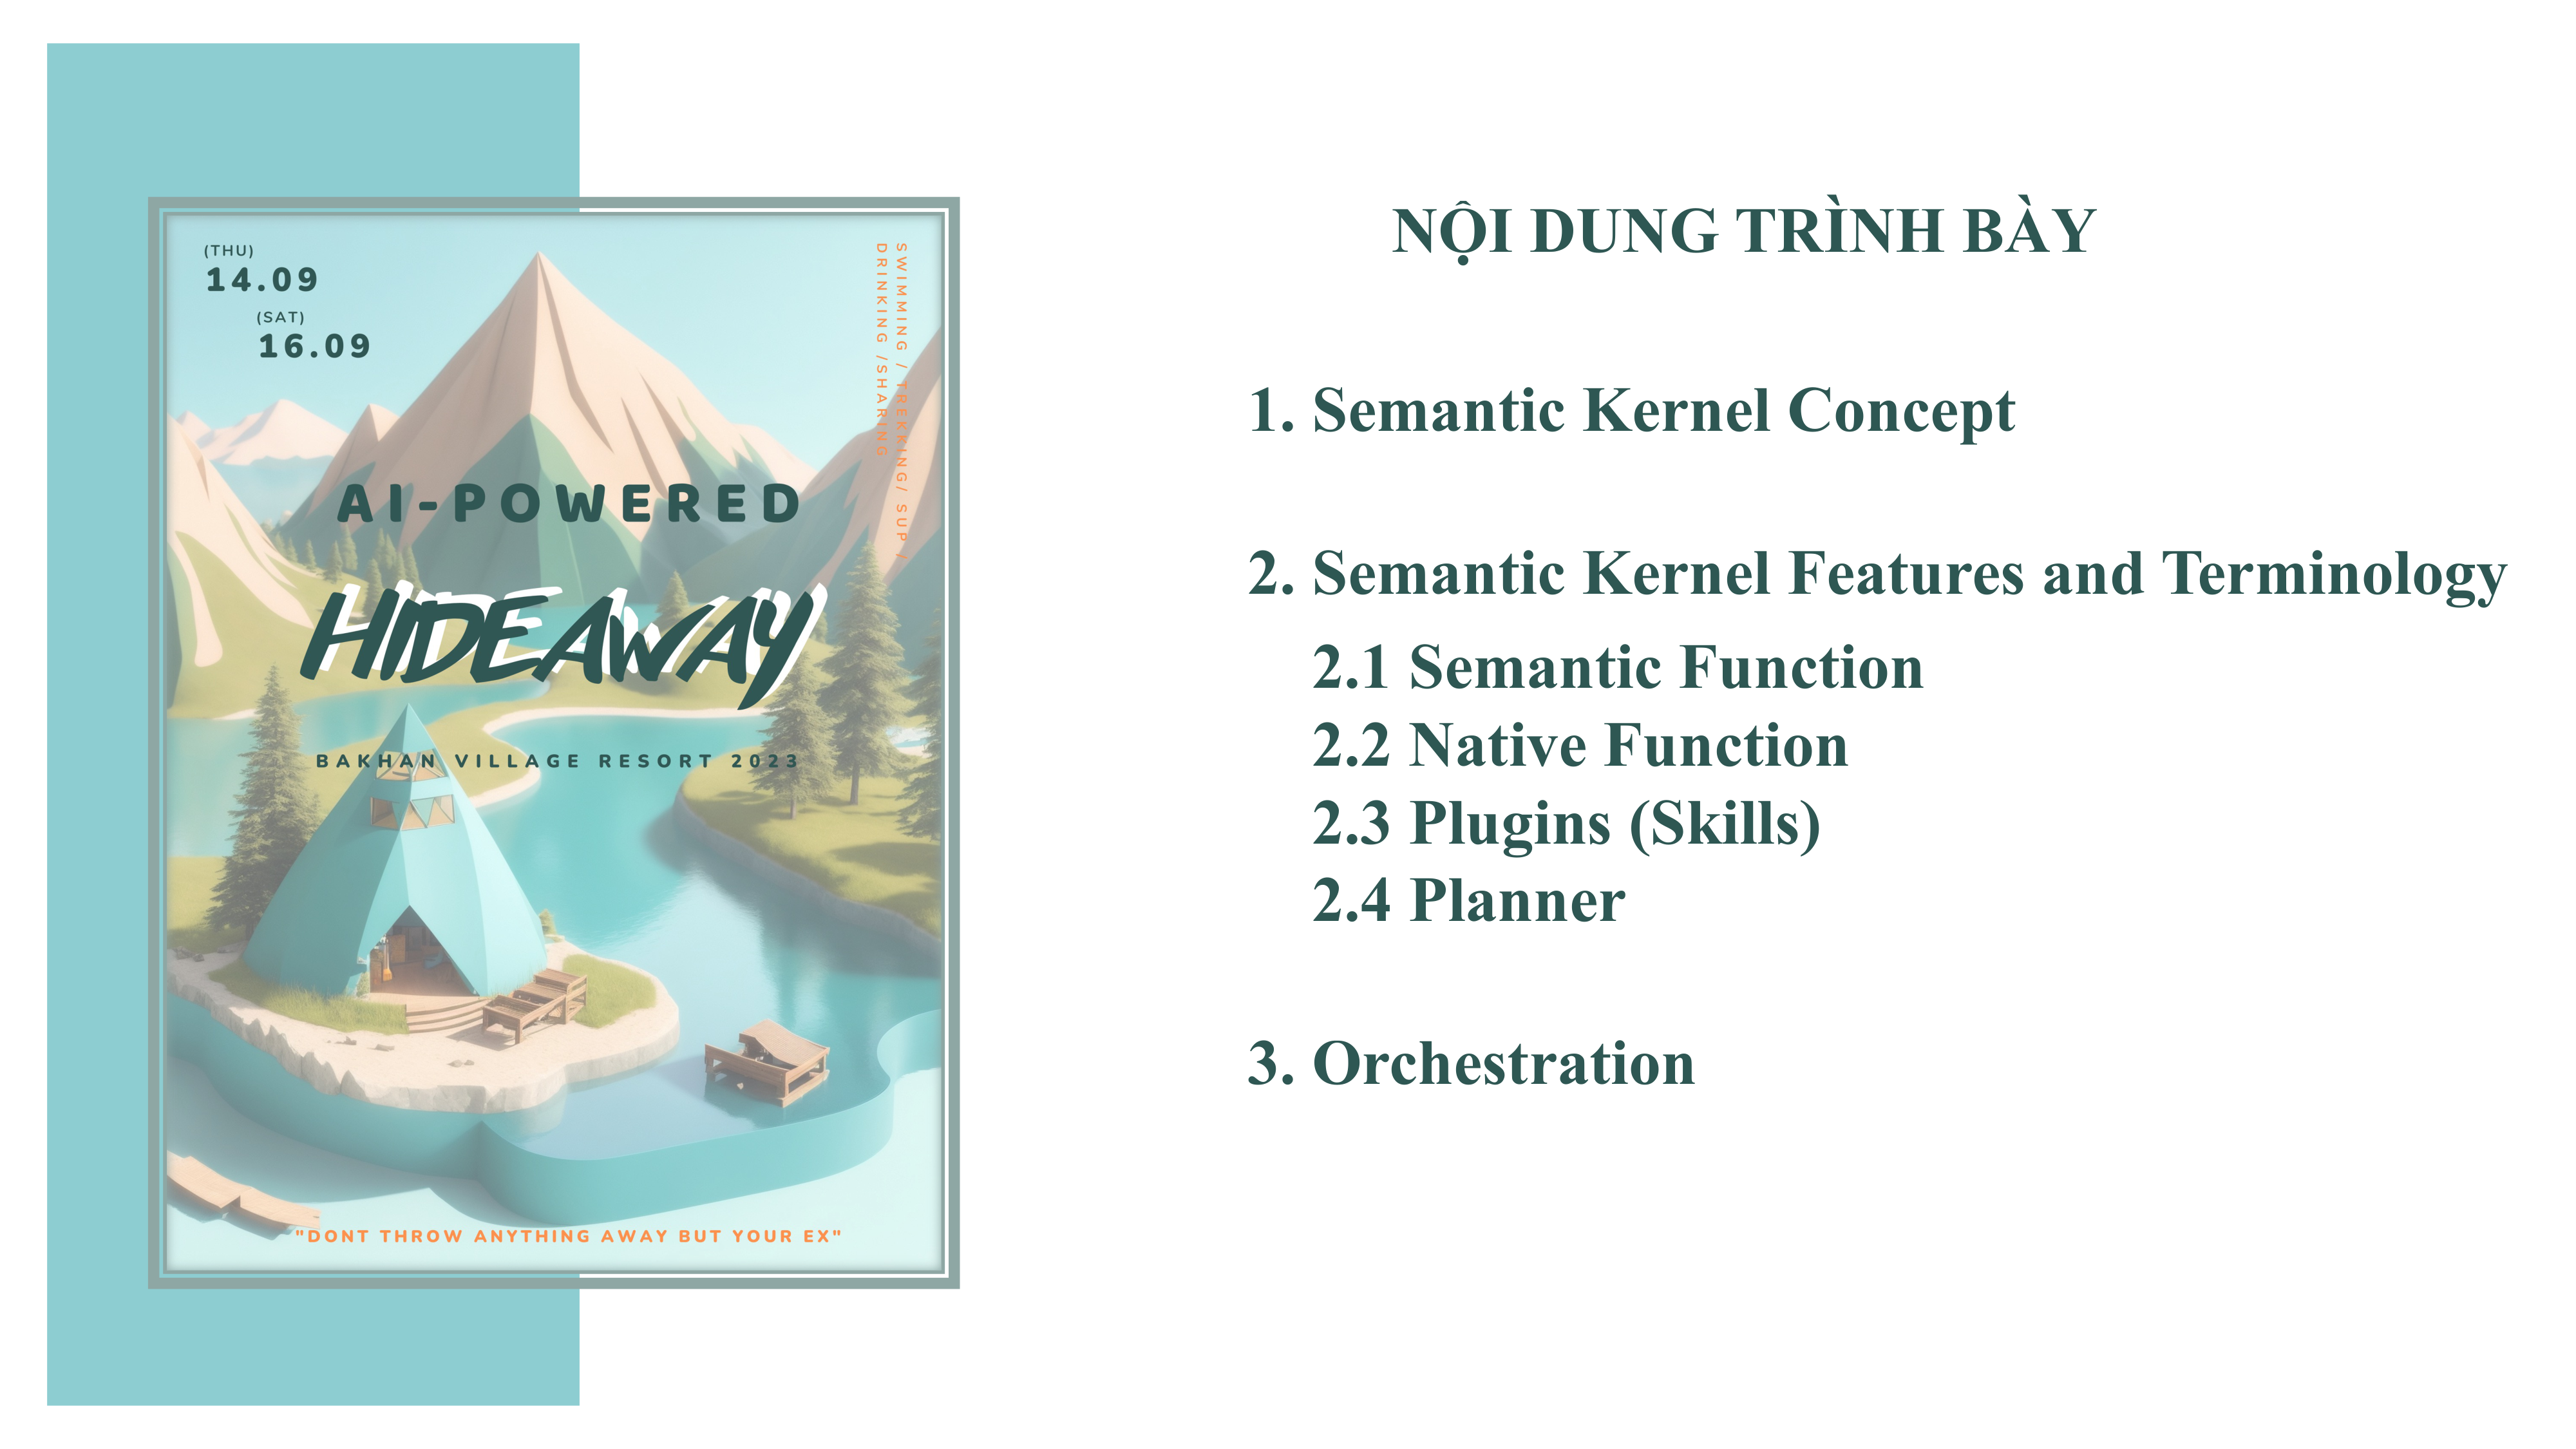 (THU)
14.09
(SAT)
16.09
SWIMMING / TREKKING/ SUP /
DRINKING /SHARING
AI-POWERED
HIDEAWAY
BAKHAN VILLAGE RESORT 2023
"DONT THROW ANYTHING AWAY BUT YOUR EX"
NỘI DUNG TRÌNH BÀY
1. Semantic Kernel Concept
2. Semantic Kernel Features and Terminology
2.1 Semantic Function
2.2 Native Function
2.3 Plugins (Skills)
2.4 Planner
3. Orchestration